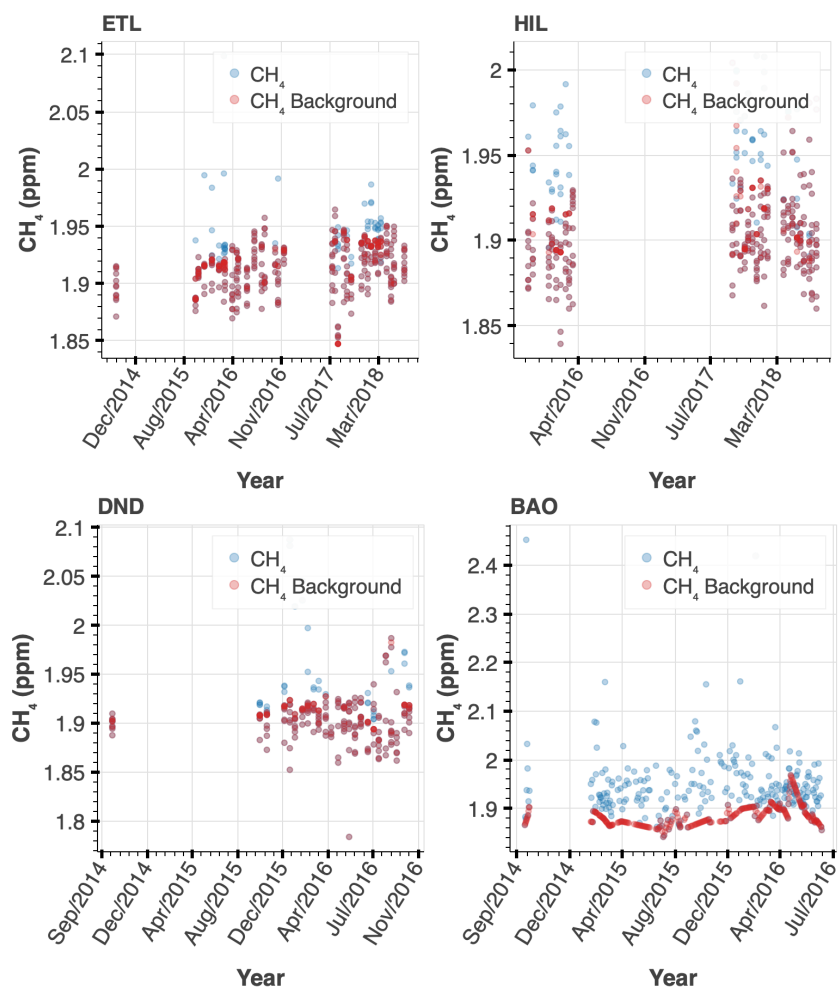 ETL
CH₄ (ppm)
2.1
2.05
2
1.95
1.9
1.85
CH₄
CH₄ Background
Dec/2014
Aug/2015
Apr/2016
Nov/2016
Jul/2017
Mar/2018
Year
HIL
CH₄ (ppm)
2
1.95
1.9
1.85
CH₄
CH₄ Background
Apr/2016
Nov/2016
Jul/2017
Mar/2018
Year
DND
CH₄ (ppm)
2.1
2.05
2
1.95
1.9
1.85
1.8
CH₄
CH₄ Background
Sep/2014
Dec/2014
Apr/2015
Aug/2015
Dec/2015
Apr/2016
Jul/2016
Nov/2016
Year
BAO
CH₄ (ppm)
2.4
2.3
2.2
2.1
2
1.9
CH₄
CH₄ Background
Sep/2014
Dec/2014
Apr/2015
Aug/2015
Dec/2015
Apr/2016
Jul/2016
Year